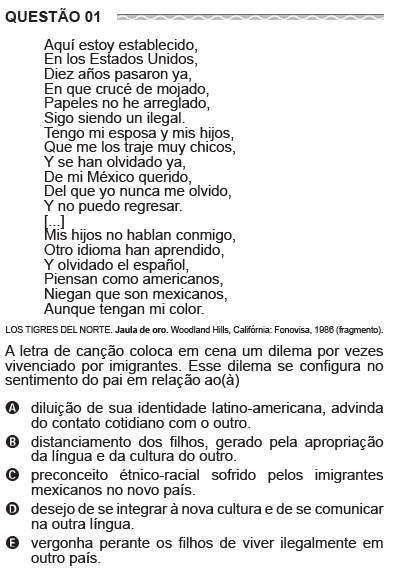 QUESTÃO 01
Aquí estoy establecido,
En los Estados Unidos,
Diez años pasaron ya,
En que crucé de mojado,
Papeles no he arreglado,
Sigo siendo un ilegal.
Tengo mi esposa y mis hijos,
Que me los traje muy chicos,
Y se han olvidado ya,
De mi México querido,
Del que yo nunca me olvido,
Y no puedo regresar.
[...]
Mis hijos no hablan conmigo,
Otro idioma han aprendido,
Y olvidado el español,
Piensan como americanos,
Niegan que son mexicanos,
Aunque tengan mi color.
LOS TIGRES DEL NORTE. Jaula de oro. Woodland Hills, Califórnia: Fonovisa, 1986 (fragmento).
A letra de canção coloca em cena um dilema por vezes
vivenciado por imigrantes. Esse dilema se configura no
sentimento do pai em relação ao(à)
A diluição de sua identidade latino-americana, advinda
do contato cotidiano com o outro.
B distanciamento dos filhos, gerado pela apropriação
da língua e da cultura do outro.
C preconceito étnico-racial sofrido pelos imigrantes
mexicanos no novo país.
D desejo de se integrar à nova cultura e de se comunicar
na outra língua.
E vergonha perante os filhos de viver ilegalmente em
outro país.